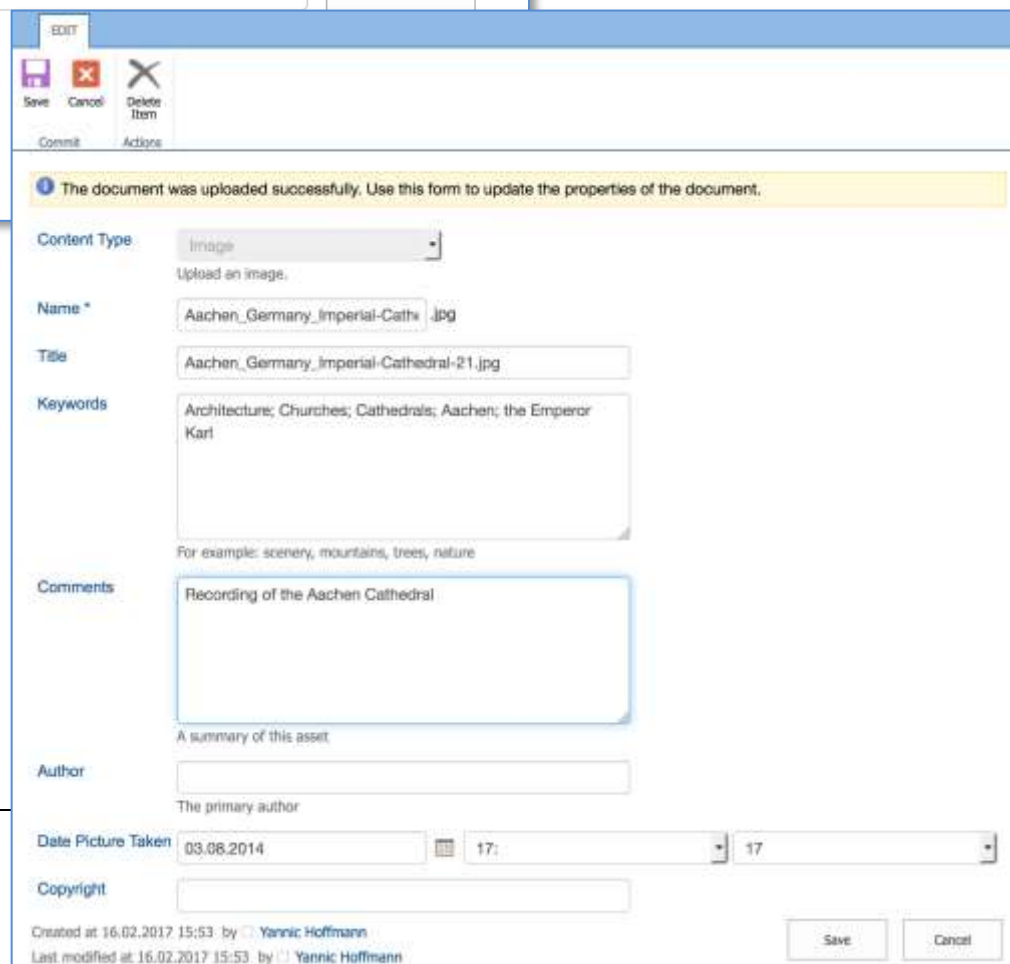 EDIT
Save Cancel Delete Item
Commit Actions
The document was uploaded successfully. Use this form to update the properties of the document.
Content Type Image
Upload an image.
Name * Aachen_Germany_Imperial-Cathe .jpg
Title Aachen_Germany_Imperial-Cathedral-21.jpg
Keywords Architecture; Churches; Cathedrals; Aachen; the Emperor
Karl
For example: scenery, mountains, trees, nature
Comments Recording of the Aachen Cathedral
A summary of this asset
Author
The primary author
Date Picture Taken 03.08.2014 17: 17
Copyright
Created at 16.02.2017 15:53 by Yannic Hoffmann
Last modified at 16.02.2017 15:53 by Yannic Hoffmann
Save Cancel